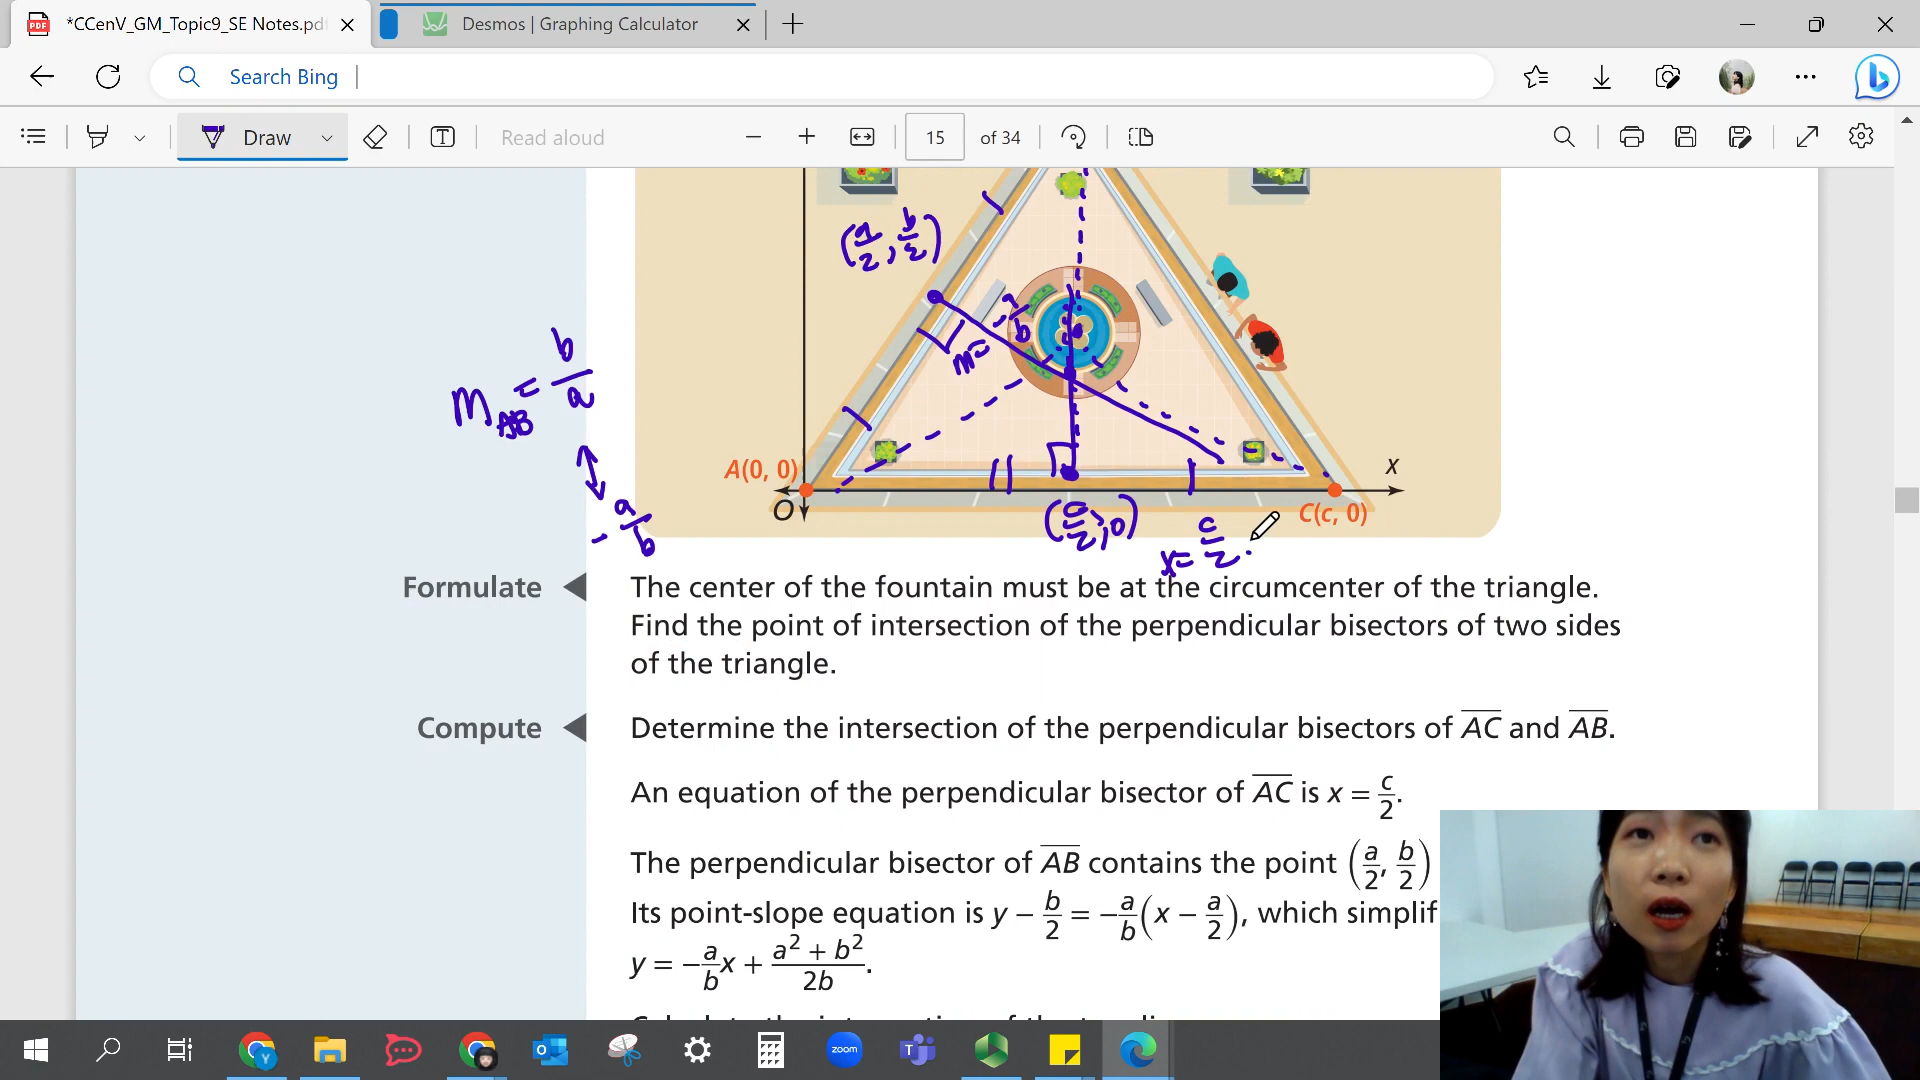 *CCenV_GM_Topic9_SE Notes.pdf
Desmos | Graphing Calculator
Search Bing
Draw
Read aloud
15 of 34
(a/2, b/2)
m = -a/b
m_AB = b/a
-a/b
A(0, 0)
x
O
(c/2, 0)
C(c, 0)
x = c/2.
Formulate
The center of the fountain must be at the circumcenter of the triangle.
Find the point of intersection of the perpendicular bisectors of two sides
of the triangle.
Compute
Determine the intersection of the perpendicular bisectors of A̅C̅ and A̅B̅.
An equation of the perpendicular bisector of A̅C̅ is x = c/2.
The perpendicular bisector of A̅B̅ contains the point (a/2, b/2)
Its point-slope equation is y − b/2 = −a/b(x − a/2), which simplif
y = −a/b x + (a² + b²)/2b.
zoom